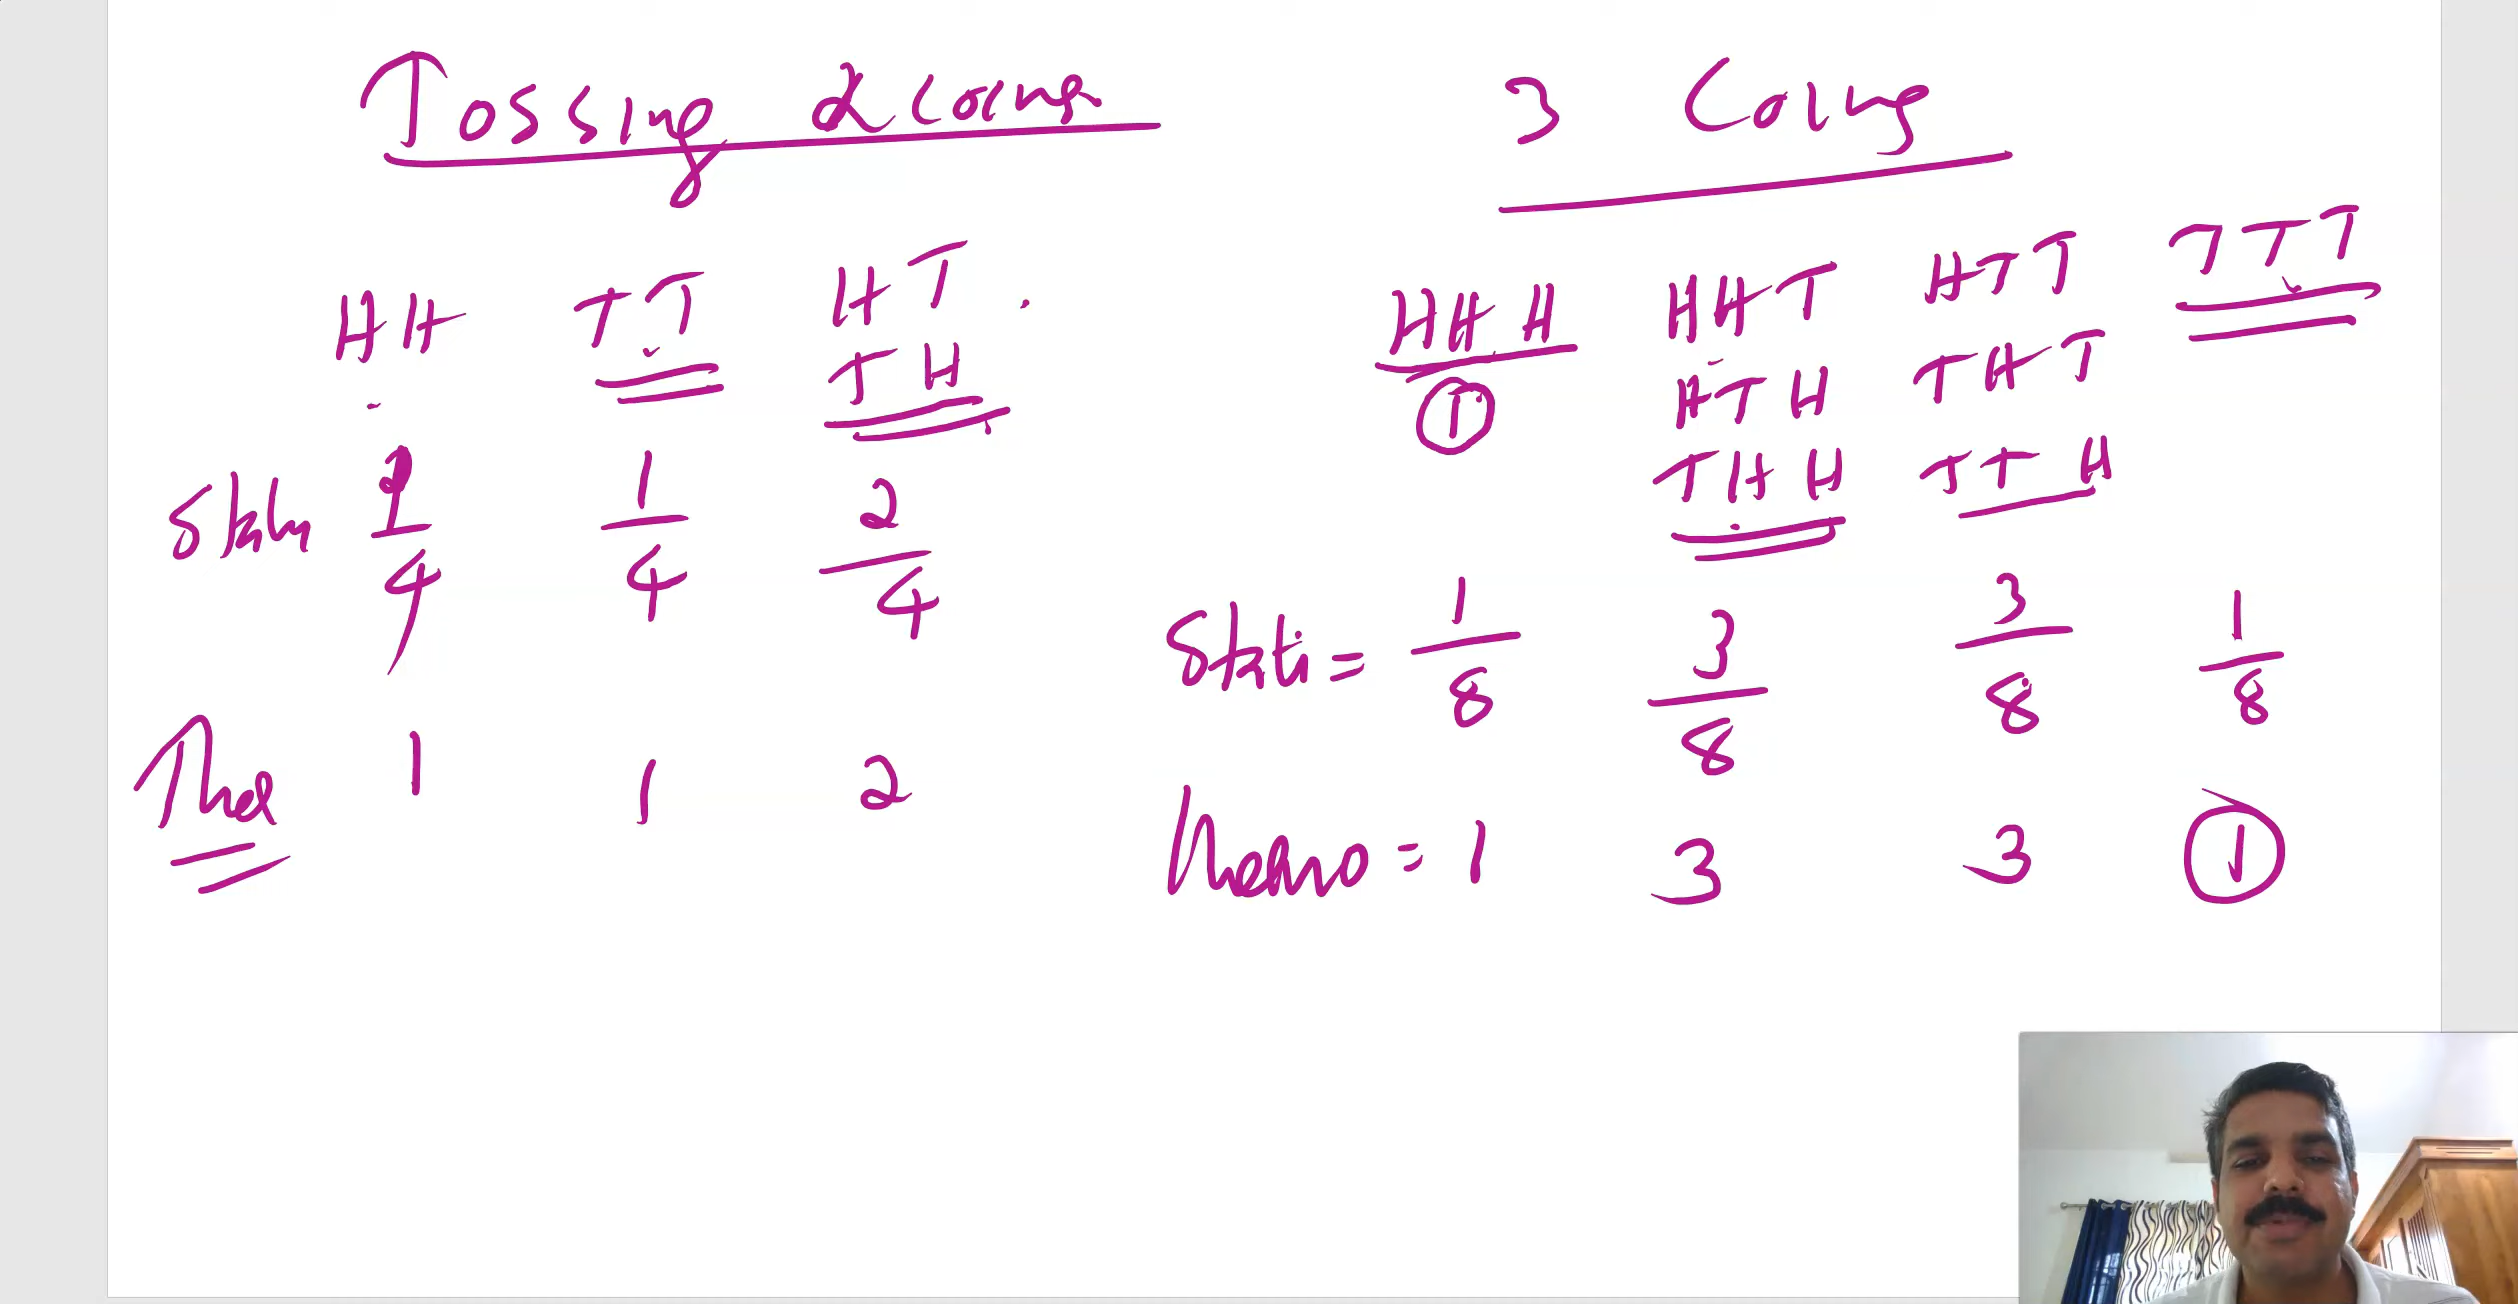 Tossing 2 Coins
HH TT HT
TH
1/4 1/4 2/4
1 1 2
3 Coins
HHH HHT HTT TTT
① HTH THT
THH TTH
= 1/8 3/8 3/8 1/8
= 1 3 3 ①